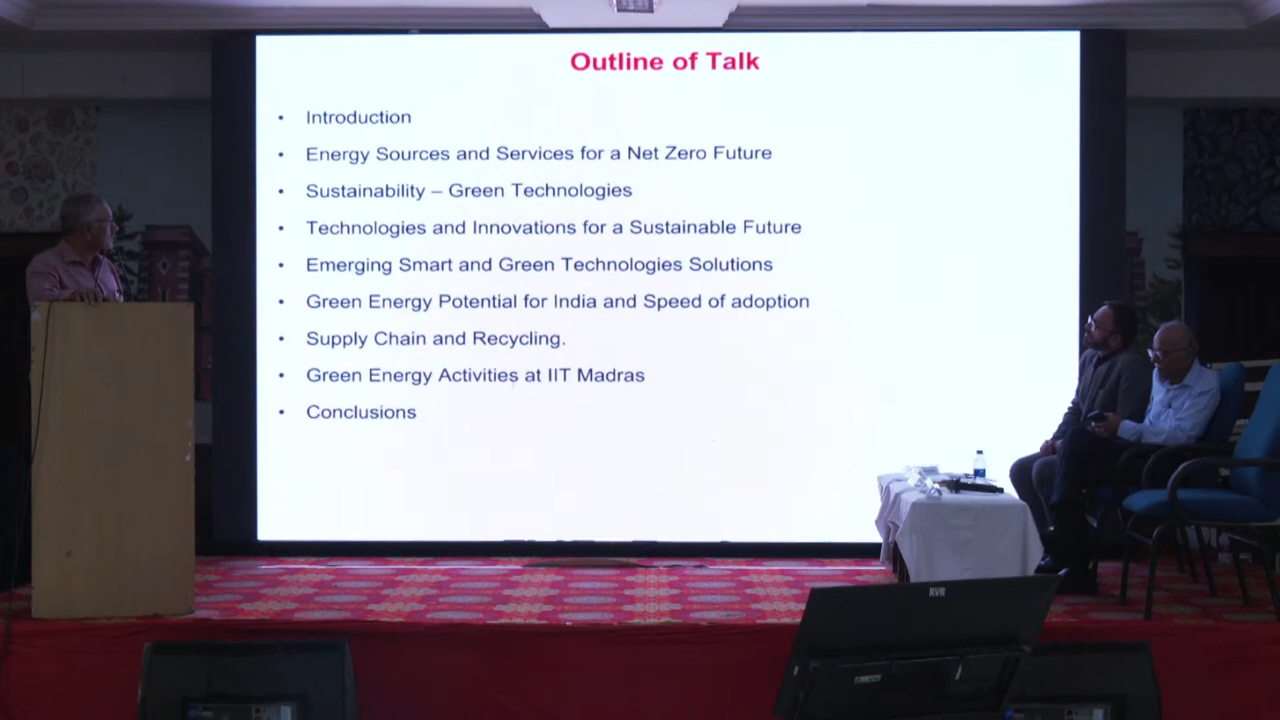 Outline of Talk
• Introduction
• Energy Sources and Services for a Net Zero Future
• Sustainability – Green Technologies
• Technologies and Innovations for a Sustainable Future
• Emerging Smart and Green Technologies Solutions
• Green Energy Potential for India and Speed of adoption
• Supply Chain and Recycling.
• Green Energy Activities at IIT Madras
• Conclusions
RVR